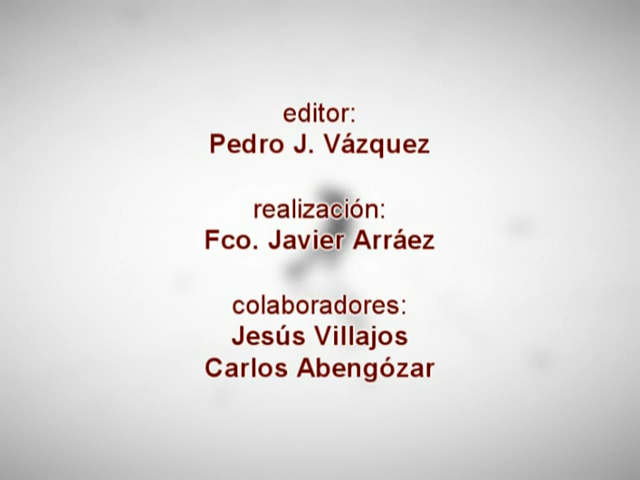 editor:
Pedro J. Vázquez
realización:
Fco. Javier Arráez
colaboradores:
Jesús Villajos
Carlos Abengózar